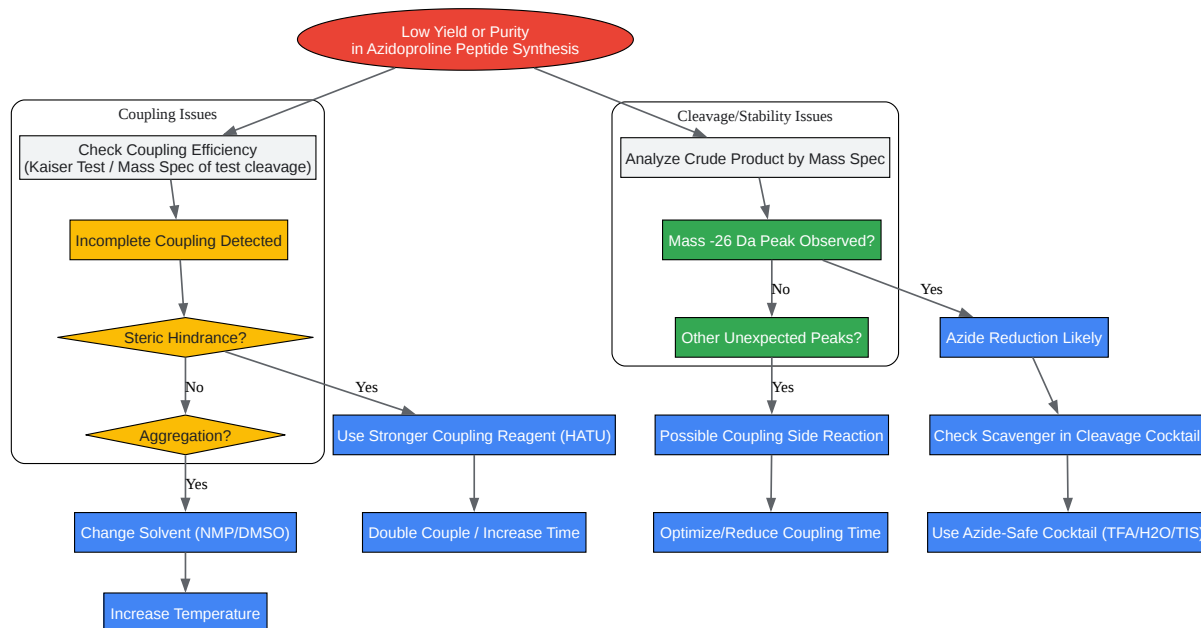 Low Yield or Purity
in Azidoproline Peptide Synthesis
Coupling Issues
Check Coupling Efficiency
(Kaiser Test / Mass Spec of test cleavage)
Incomplete Coupling Detected
Steric Hindrance?
No
Yes
Aggregation?
Yes
Use Stronger Coupling Reagent (HATU)
Change Solvent (NMP/DMSO)
Double Couple / Increase Time
Increase Temperature
Cleavage/Stability Issues
Analyze Crude Product by Mass Spec
Mass -26 Da Peak Observed?
No
Yes
Other Unexpected Peaks?
Azide Reduction Likely
Yes
Possible Coupling Side Reaction
Check Scavenger in Cleavage Cocktail
Optimize/Reduce Coupling Time
Use Azide-Safe Cocktail (TFA/H2O/TIS)